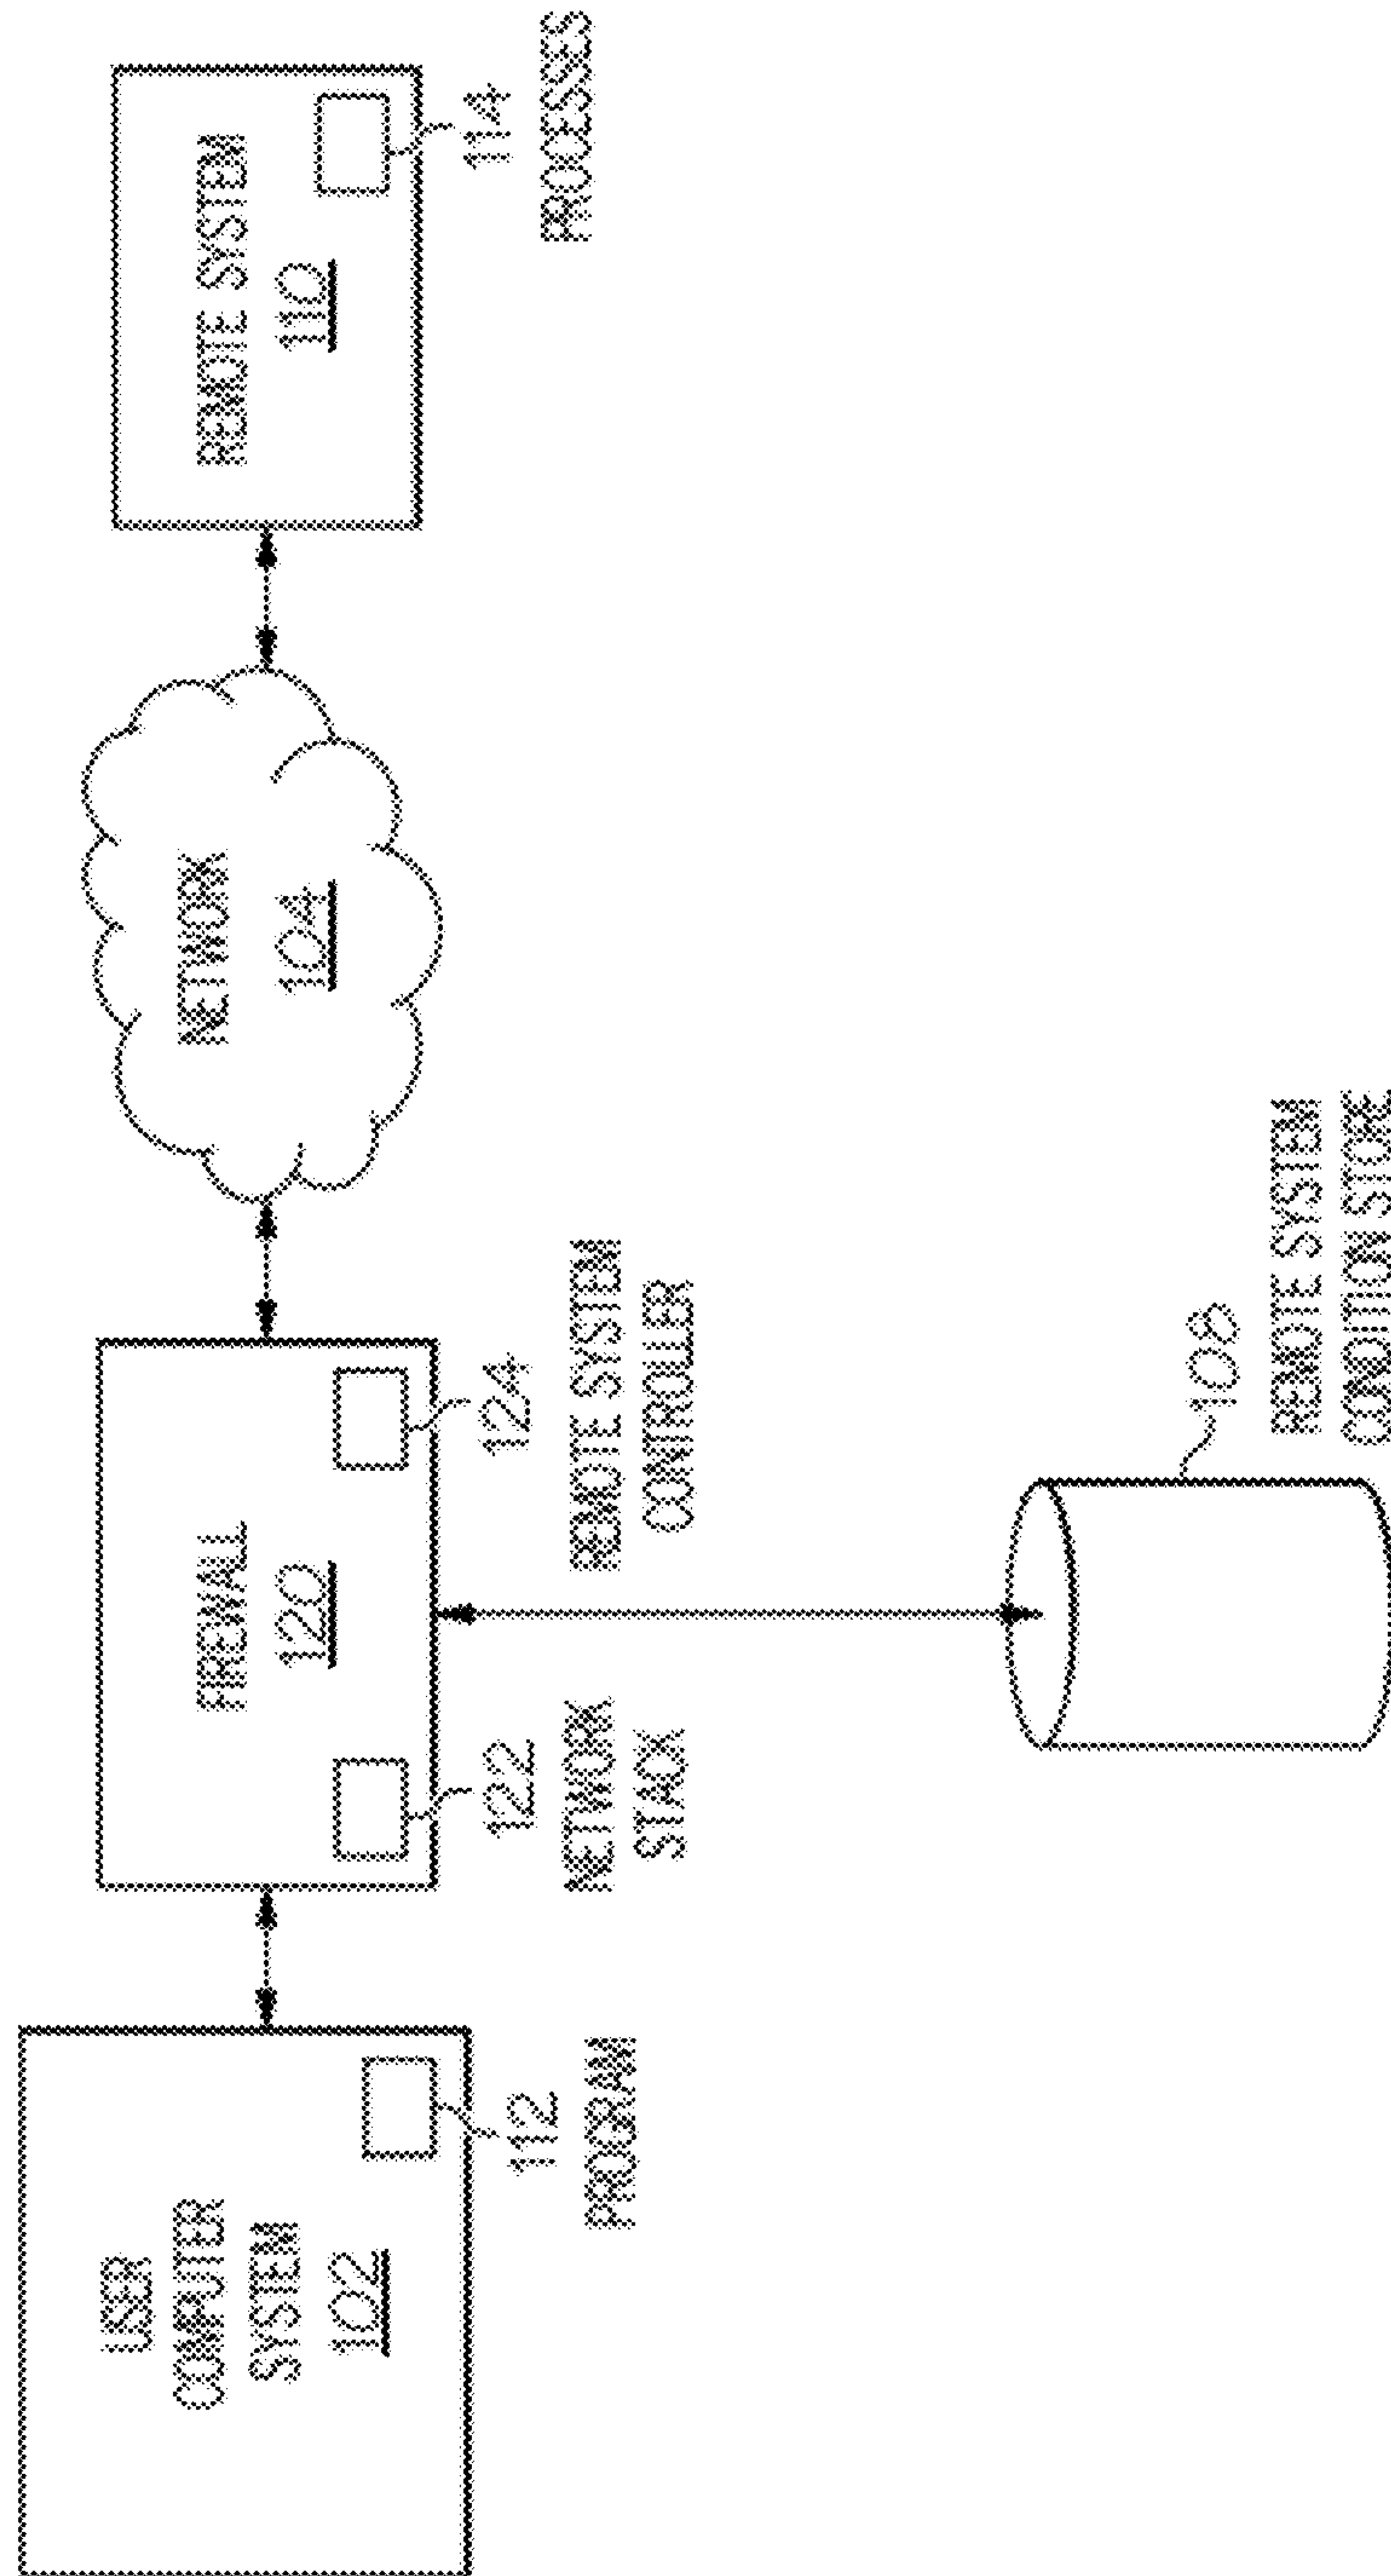 USER
COMPUTER
SYSTEM
102
112
PROGRAM
FIREWALL
120
122
NETWORK
STACK
124
REMOTE SYSTEM
CONTROLLER
NETWORK
104
REMOTE SYSTEM
110
114
PROCESSES
108
REMOTE SYSTEM
CONDITION STORE